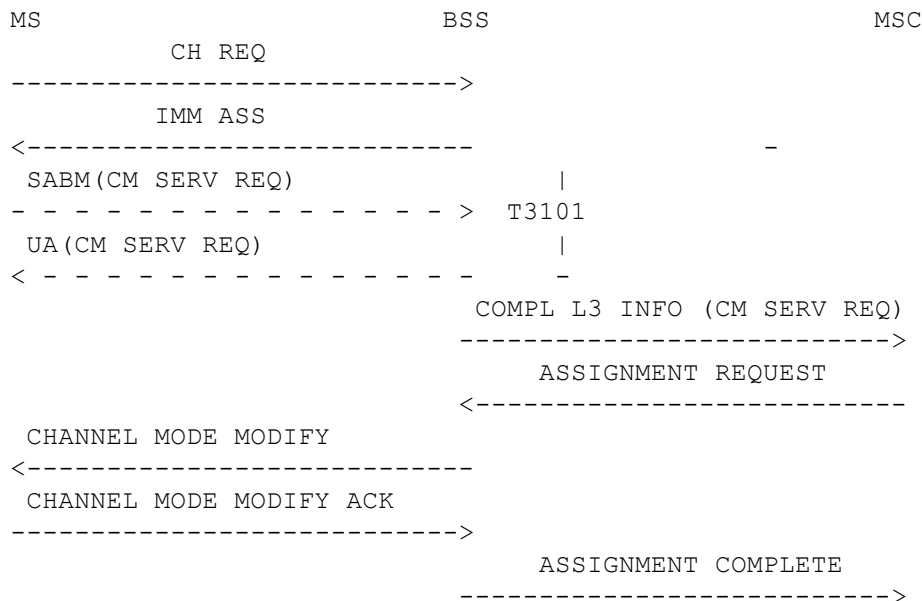 MS BSS MSC
CH REQ
---------------------------->
IMM ASS
<---------------------------- -
SABM(CM SERV REQ) |
- - - - - - - - - - - - - - > T3101
UA(CM SERV REQ) |
< - - - - - - - - - - - - - - -
COMPL L3 INFO (CM SERV REQ)
--------------------------->
ASSIGNMENT REQUEST
<---------------------------
CHANNEL MODE MODIFY
<----------------------------
CHANNEL MODE MODIFY ACK
---------------------------->
ASSIGNMENT COMPLETE
--------------------------->